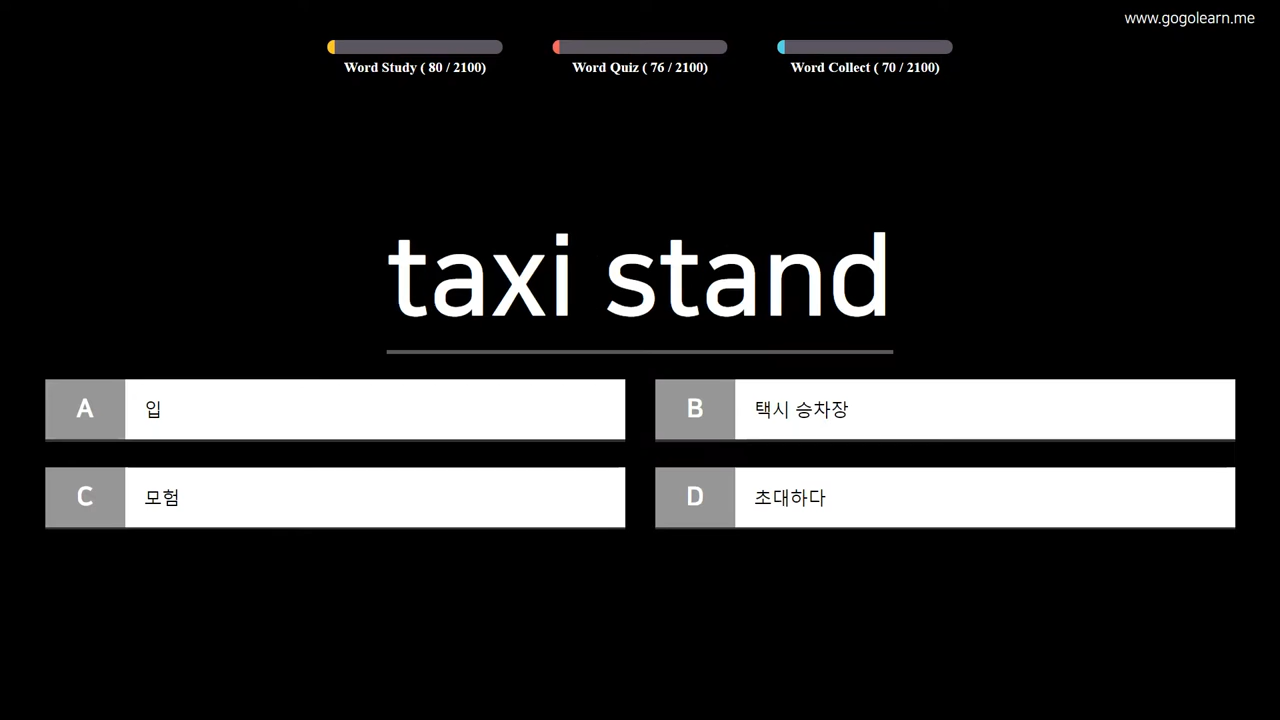 www.gogolearn.me
Word Study ( 80 / 2100)
Word Quiz ( 76 / 2100)
Word Collect ( 70 / 2100)
taxi stand
A 입
B 택시 승차장
C 모험
D 초대하다